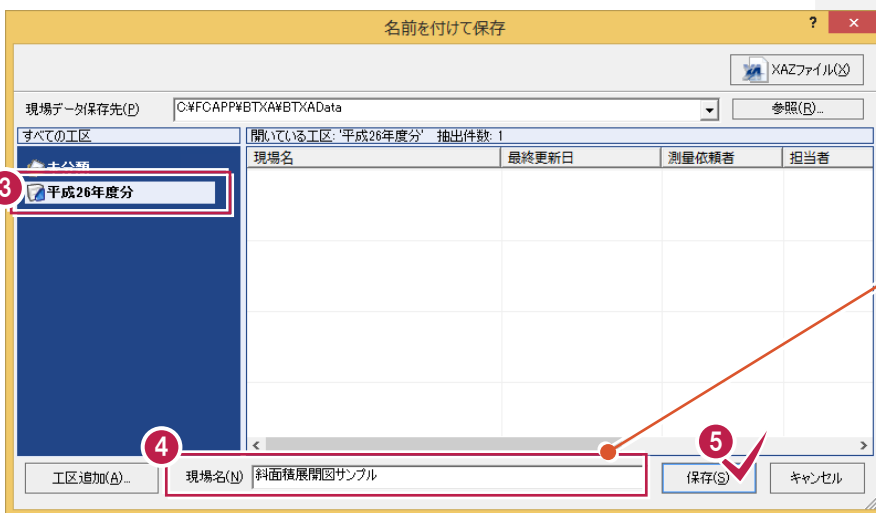 名前を付けて保存
? ×
XAZファイル(X)
現場データ保存先(P) C:¥FCAPP¥BTXA¥BTXAData 参照(R)...
すべての工区 開いている工区: '平成26年度分' 抽出件数: 1
未分類 現場名 最終更新日 測量依頼者 担当者
3 平成26年度分
4 5
工区追加(A)... 現場名(N) 斜面積展開図サンプル 保存(S) キャンセル